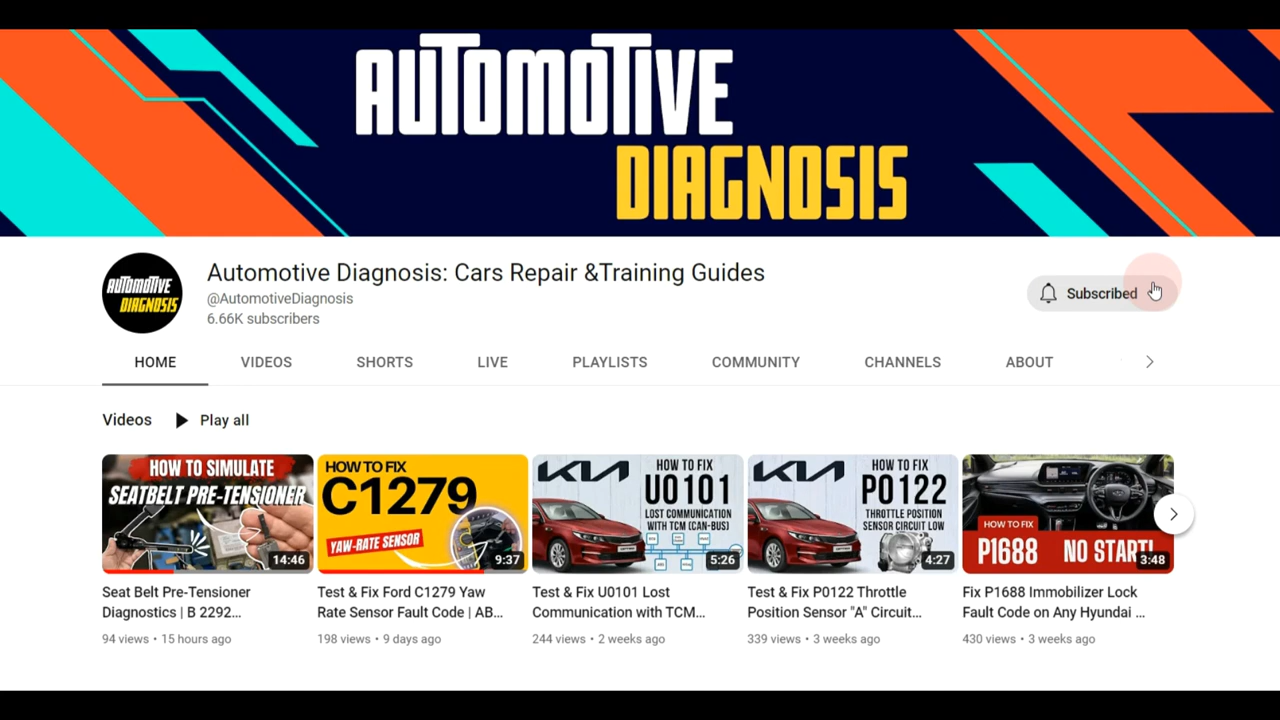 AUTOMOTIVE
DIAGNOSIS
AUTOMOTIVE
DIAGNOSIS
Automotive Diagnosis: Cars Repair &Training Guides
@AutomotiveDiagnosis
6.66K subscribers
Subscribed
HOME VIDEOS SHORTS LIVE PLAYLISTS COMMUNITY CHANNELS ABOUT
Videos Play all
HOW TO SIMULATE
SEATBELT PRE-TENSIONER
14:46
HOW TO FIX
C1279
YAW-RATE SENSOR
9:37
KIA
HOW TO FIX
U0101
LOST COMMUNICATION
WITH TCM (CAN-BUS)
5:26
KIA
HOW TO FIX
P0122
THROTTLE POSITION
SENSOR CIRCUIT LOW
4:27
HOW TO FIX
P1688 NO START!
3:48
Seat Belt Pre-Tensioner
Diagnostics | B 2292...
94 views • 15 hours ago
Test & Fix Ford C1279 Yaw
Rate Sensor Fault Code | AB...
198 views • 9 days ago
Test & Fix U0101 Lost
Communication with TCM...
244 views • 2 weeks ago
Test & Fix P0122 Throttle
Position Sensor "A" Circuit...
339 views • 3 weeks ago
Fix P1688 Immobilizer Lock
Fault Code on Any Hyundai ...
430 views • 3 weeks ago